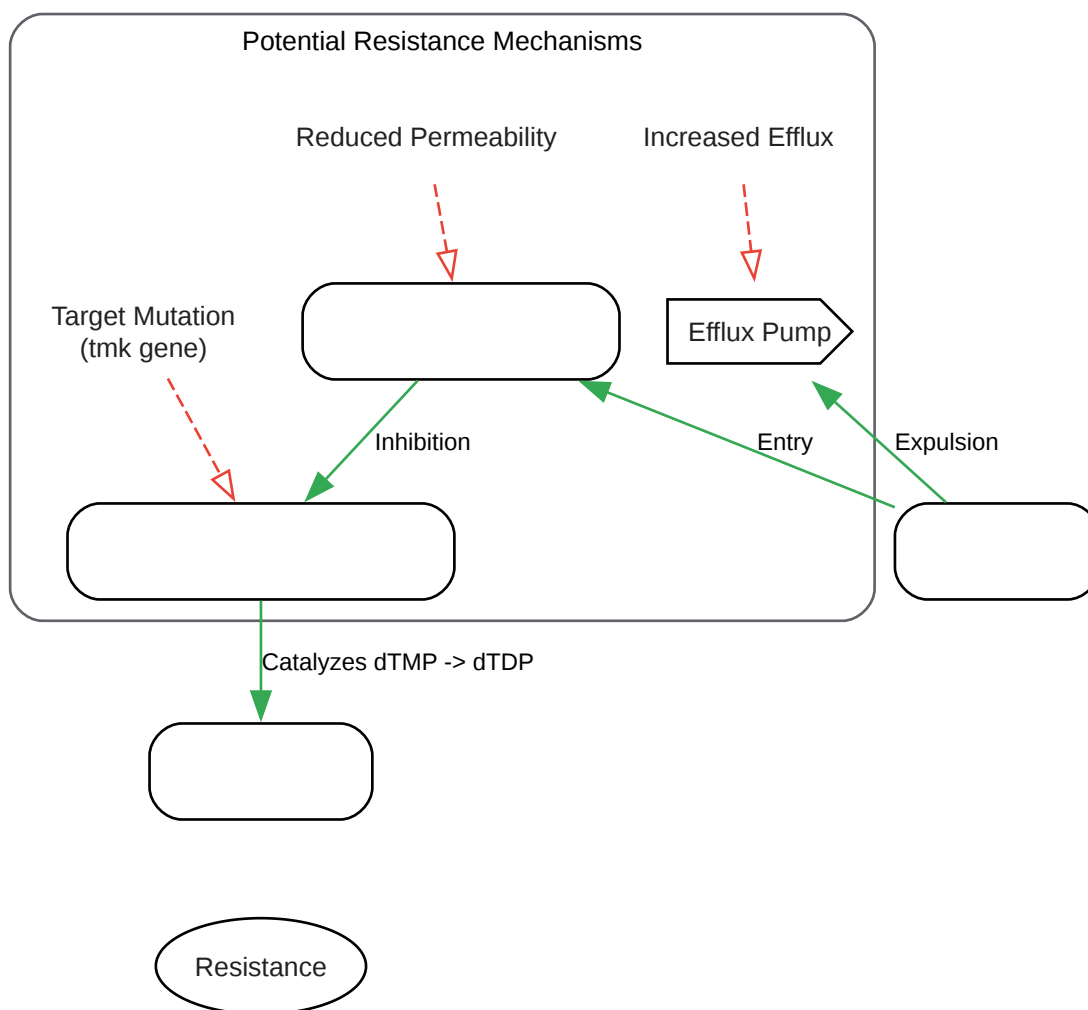 Potential Resistance Mechanisms
Reduced Permeability
Increased Efflux
Target Mutation
(tmk gene)
Efflux Pump
Inhibition
Entry
Expulsion
Catalyzes dTMP -> dTDP
Resistance